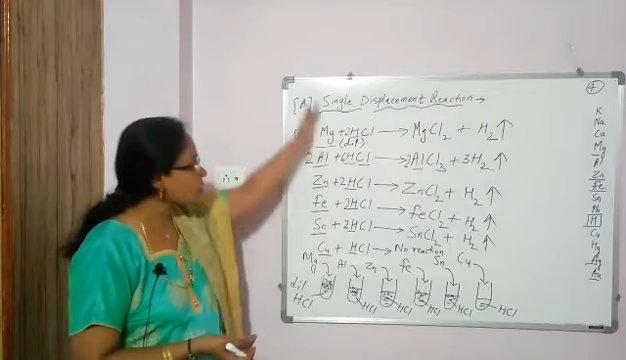 [A] Single Displacement Reaction →
4
Mg + 2HCl → MgCl2 + H2↑
(dil)
2Al + 6HCl → 2AlCl3 + 3H2↑
Zn + 2HCl → ZnCl2 + H2↑
fe + 2HCl → feCl2 + H2↑
Sn + 2HCl → SnCl2 + H2↑
Cu + HCl → No reaction
Mg Al Zn fe Sn Cu
dil
HCl HCl HCl HCl HCl HCl
K
Na
Ca
Mg
Al
Zn
fe
Sn
Pb
H
Cu
Hg
Ag
Au